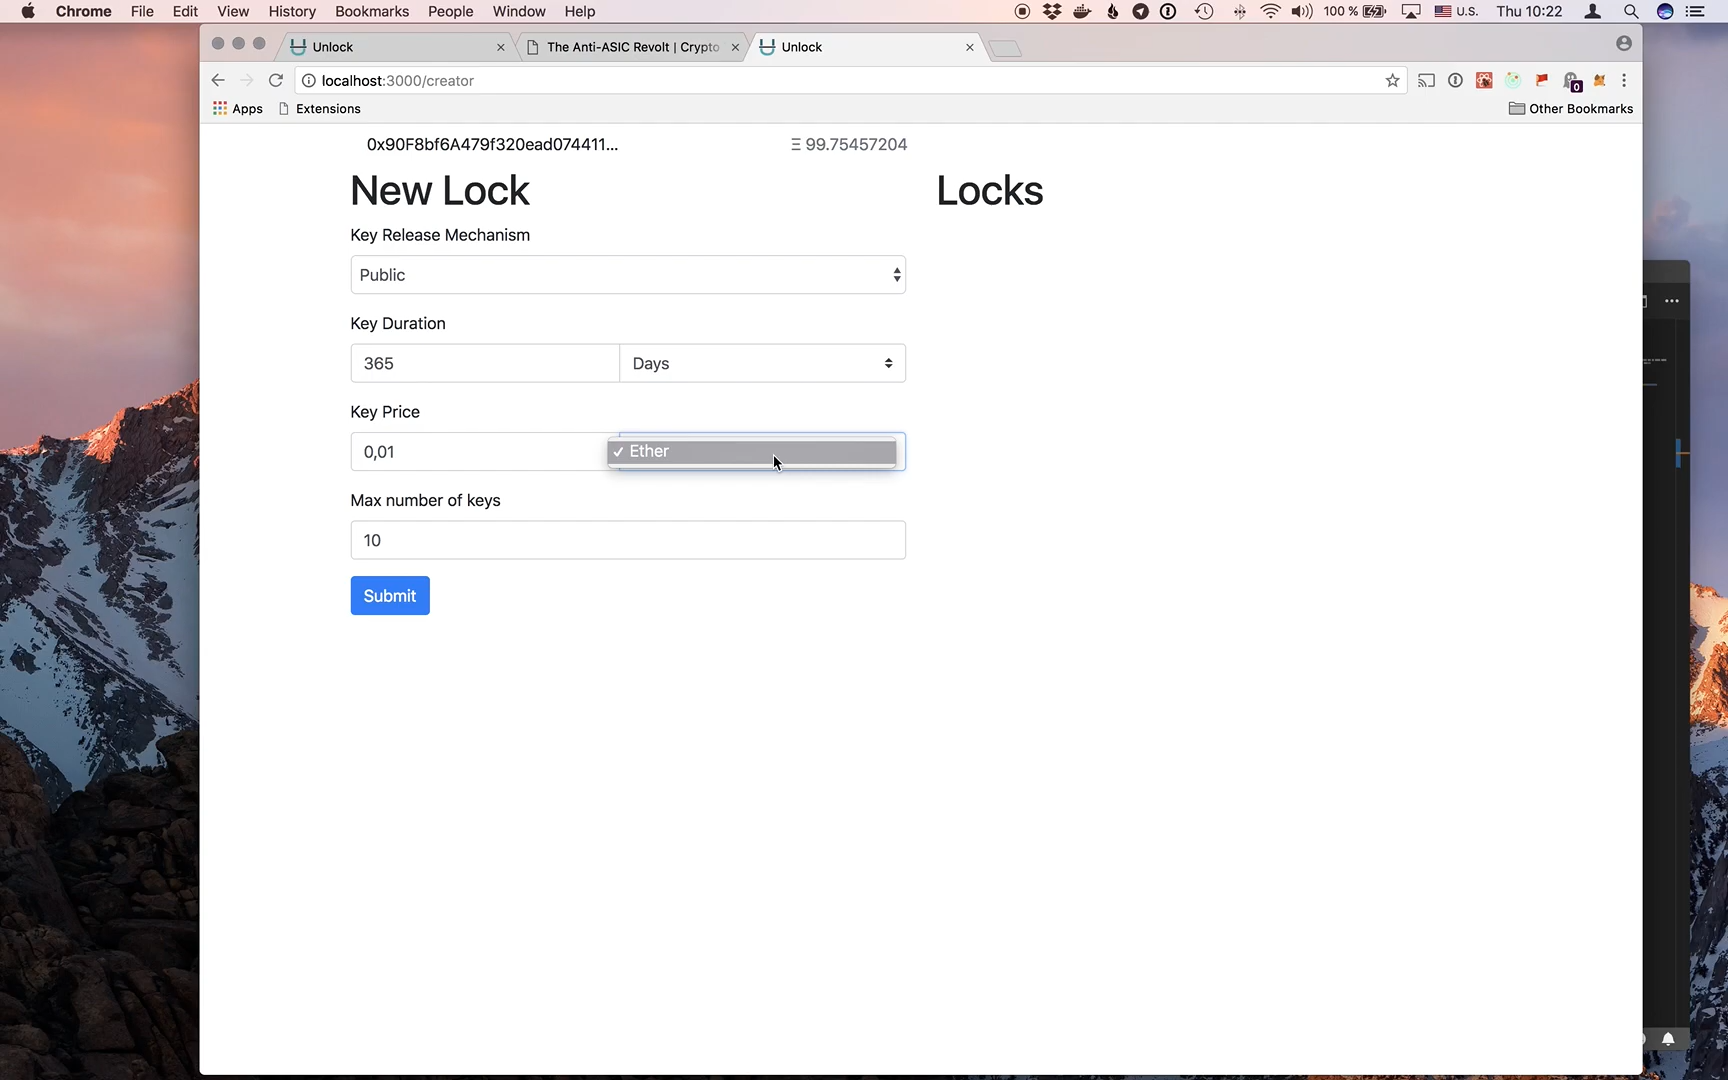 Chrome File Edit View History Bookmarks People Window Help 100 % U.S. Thu 10:22
Unlock The Anti-ASIC Revolt | Crypto Unlock
localhost:3000/creator
0
Apps Extensions Other Bookmarks
0x90F8bf6A479f320ead074411... Ξ 99.75457204
New Lock Locks
Key Release Mechanism
Public
Key Duration
365 Days
Key Price
0,01 ✓ Ether
Max number of keys
10
Submit